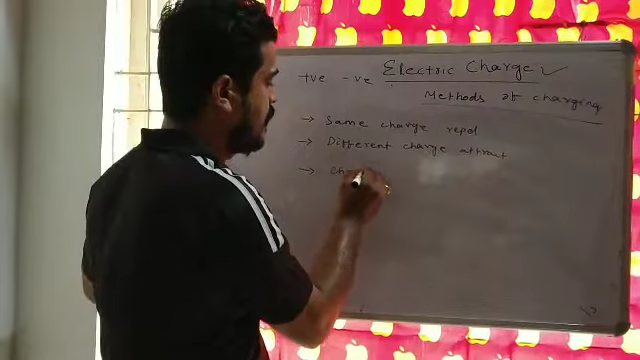 +ve -ve Electric Charge ✓
Methods of charging
→ Same charge repel
→ Different charge attract
→